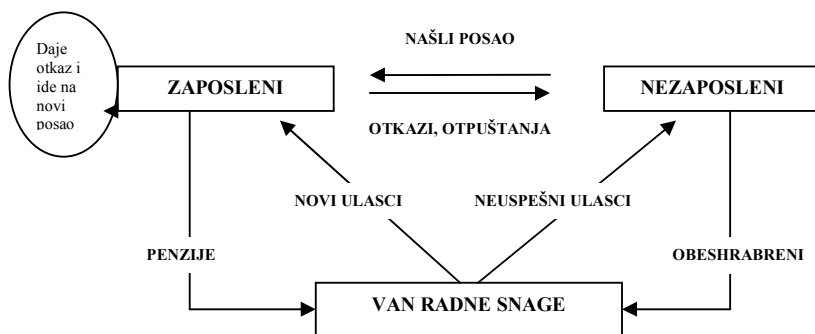 NAŠLI POSAO
Daje
otkaz i
ide na
novi
posao
ZAPOSLENI
NEZAPOSLENI
OTKAZI, OTPUŠTANJA
NOVI ULASCI
NEUSPEŠNI ULASCI
PENZIJE
OBESHRABRENI
VAN RADNE SNAGE